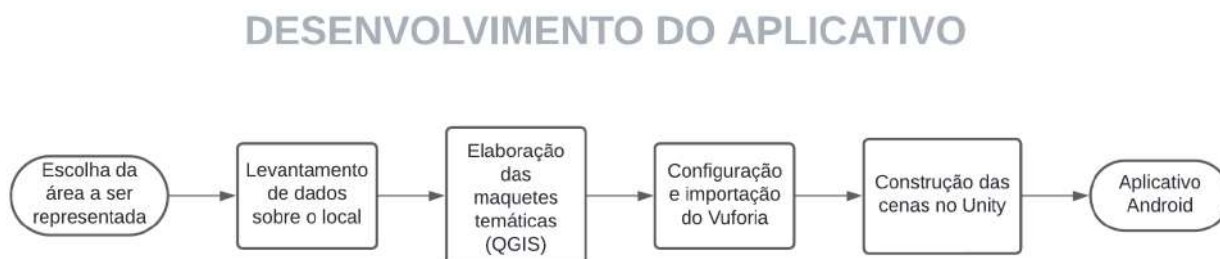 DESENVOLVIMENTO DO APLICATIVO
Escolha da
área a ser
representada
Levantamento
de dados
sobre o local
Elaboração
das
maquetes
temáticas
(QGIS)
Configuração
e importação
do Vuforia
Construção das
cenas no Unity
Aplicativo
Android